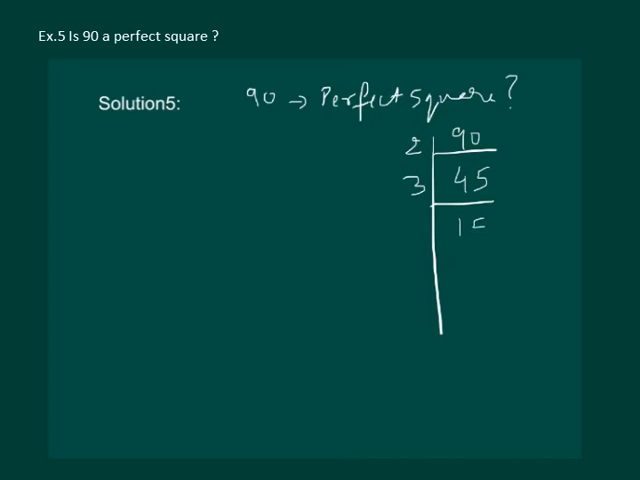 Ex.5 Is 90 a perfect square ?
Solution5: 90 → Perfect Square?
2 90
3 45
15